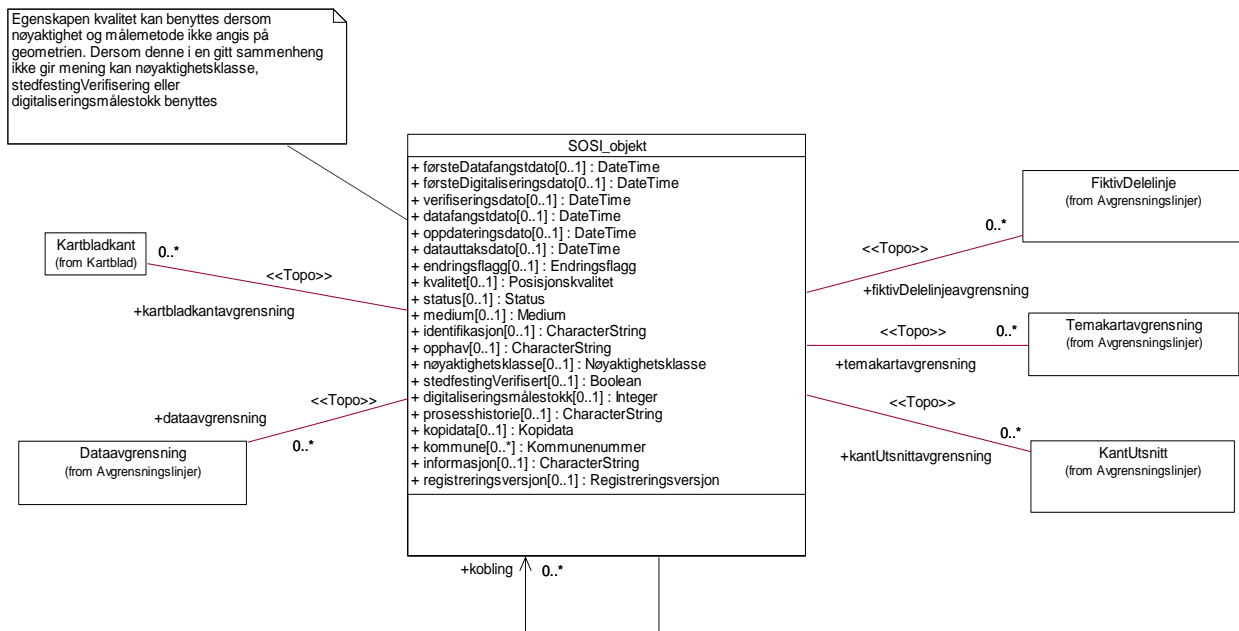 Egenskapen kvalitet kan benyttes dersom
nøyaktighet og målemetode ikke angis på
geometrien. Dersom denne i en gitt sammenheng
ikke gir mening kan nøyaktighetsklasse,
stedfestingVerifisering eller
digitaliseringsmålestokk benyttes
SOSI_objekt
+ førsteDatafangstdato[0..1] : DateTime
+ førsteDigitaliseringsdato[0..1] : DateTime
+ verifiseringsdato[0..1] : DateTime
+ datafangstdato[0..1] : DateTime
+ oppdateringsdato[0..1] : DateTime
+ datauttaksdato[0..1] : DateTime
+ endringsflagg[0..1] : Endringsflagg
+ kvalitet[0..1] : Posisjonskvalitet
+ status[0..1] : Status
+ medium[0..1] : Medium
+ identifikasjon[0..1] : CharacterString
+ opphav[0..1] : CharacterString
+ nøyaktighetsklasse[0..1] : Nøyaktighetsklasse
+ stedfestingVerifisert[0..1] : Boolean
+ digitaliseringsmålestokk[0..1] : Integer
+ prosesshistorie[0..1] : CharacterString
+ kopidata[0..1] : Kopidata
+ kommune[0..*] : Kommunenummer
+ informasjon[0..1] : CharacterString
+ registreringsversjon[0..1] : Registreringsversjon
Kartbladkant
(from Kartblad)
0..*
<<Topo>>
+kartbladkantavgrensning
+dataavgrensning
<<Topo>>
0..*
Dataavgrensning
(from Avgrensningslinjer)
FiktivDelelinje
(from Avgrensningslinjer)
0..*
<<Topo>>
+fiktivDelelinjeavgrensning
<<Topo>>
0..*
+temakartavgrensning
Temakartavgrensning
(from Avgrensningslinjer)
<<Topo>>
0..*
+kantUtsnittavgrensning
KantUtsnitt
(from Avgrensningslinjer)
+kobling
0..*